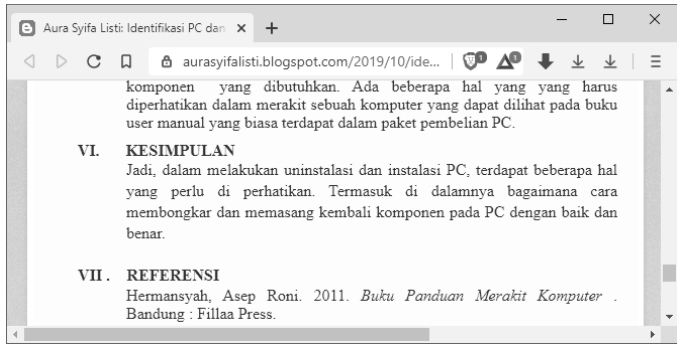 Aura Syifa Listi: Identifikasi PC dan
aurasyifalisti.blogspot.com/2019/10/ide...
komponen yang dibutuhkan. Ada beberapa hal yang yang harus
diperhatikan dalam merakit sebuah komputer yang dapat dilihat pada buku
user manual yang biasa terdapat dalam paket pembelian PC.
VI. KESIMPULAN
Jadi, dalam melakukan uninstalasi dan instalasi PC, terdapat beberapa hal
yang perlu di perhatikan. Termasuk di dalamnya bagaimana cara
membongkar dan memasang kembali komponen pada PC dengan baik dan
benar.
VII . REFERENSI
Hermansyah, Asep Roni. 2011. Buku Panduan Merakit Komputer .
Bandung : Fillaa Press.